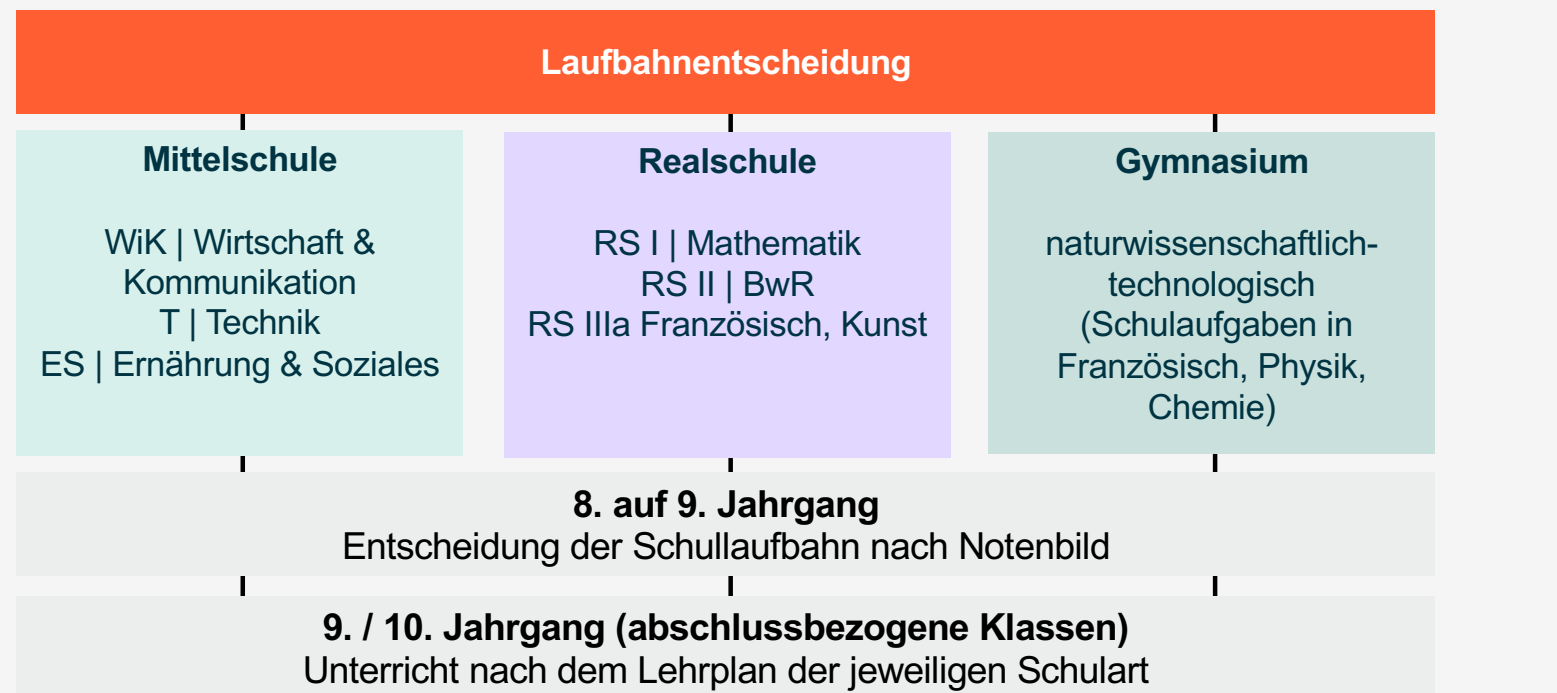 Laufbahnentscheidung
Mittelschule
WiK | Wirtschaft &
Kommunikation
T | Technik
ES | Ernährung & Soziales
Realschule
RS I | Mathematik
RS II | BwR
RS IIIa Französisch, Kunst
Gymnasium
naturwissenschaftlich-
technologisch
(Schulaufgaben in
Französisch, Physik,
Chemie)
8. auf 9. Jahrgang
Entscheidung der Schullaufbahn nach Notenbild
9. / 10. Jahrgang (abschlussbezogene Klassen)
Unterricht nach dem Lehrplan der jeweiligen Schulart